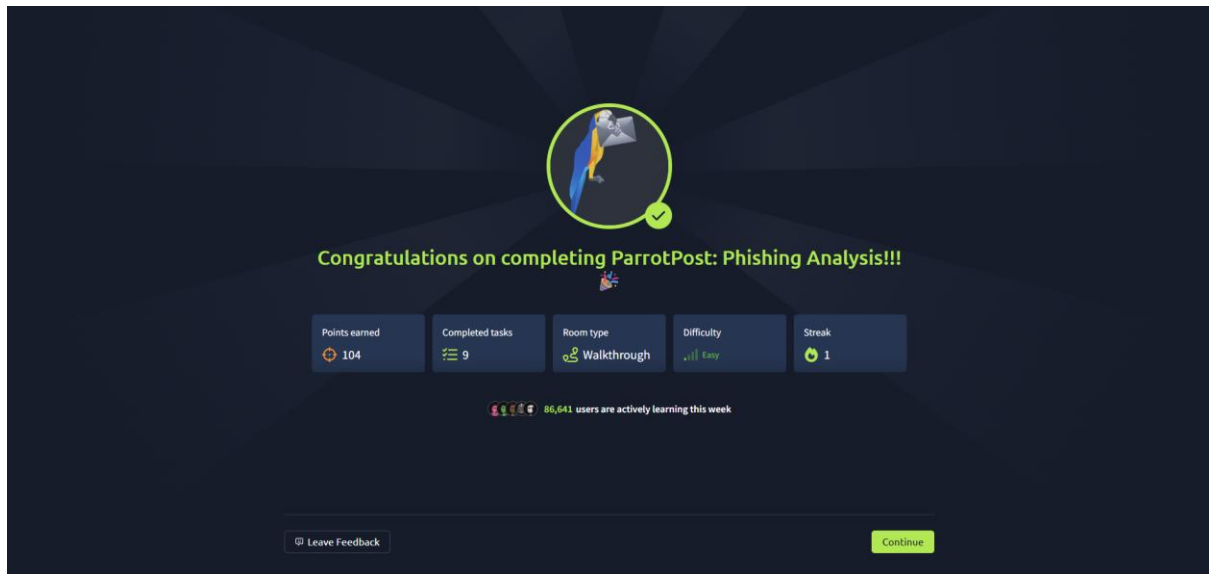 Congratulations on completing ParrotPost: Phishing Analysis!!!
🎉
Points earned
104
Completed tasks
9
Room type
Walkthrough
Difficulty
Easy
Streak
1
86,641 users are actively learning this week
Leave Feedback
Continue